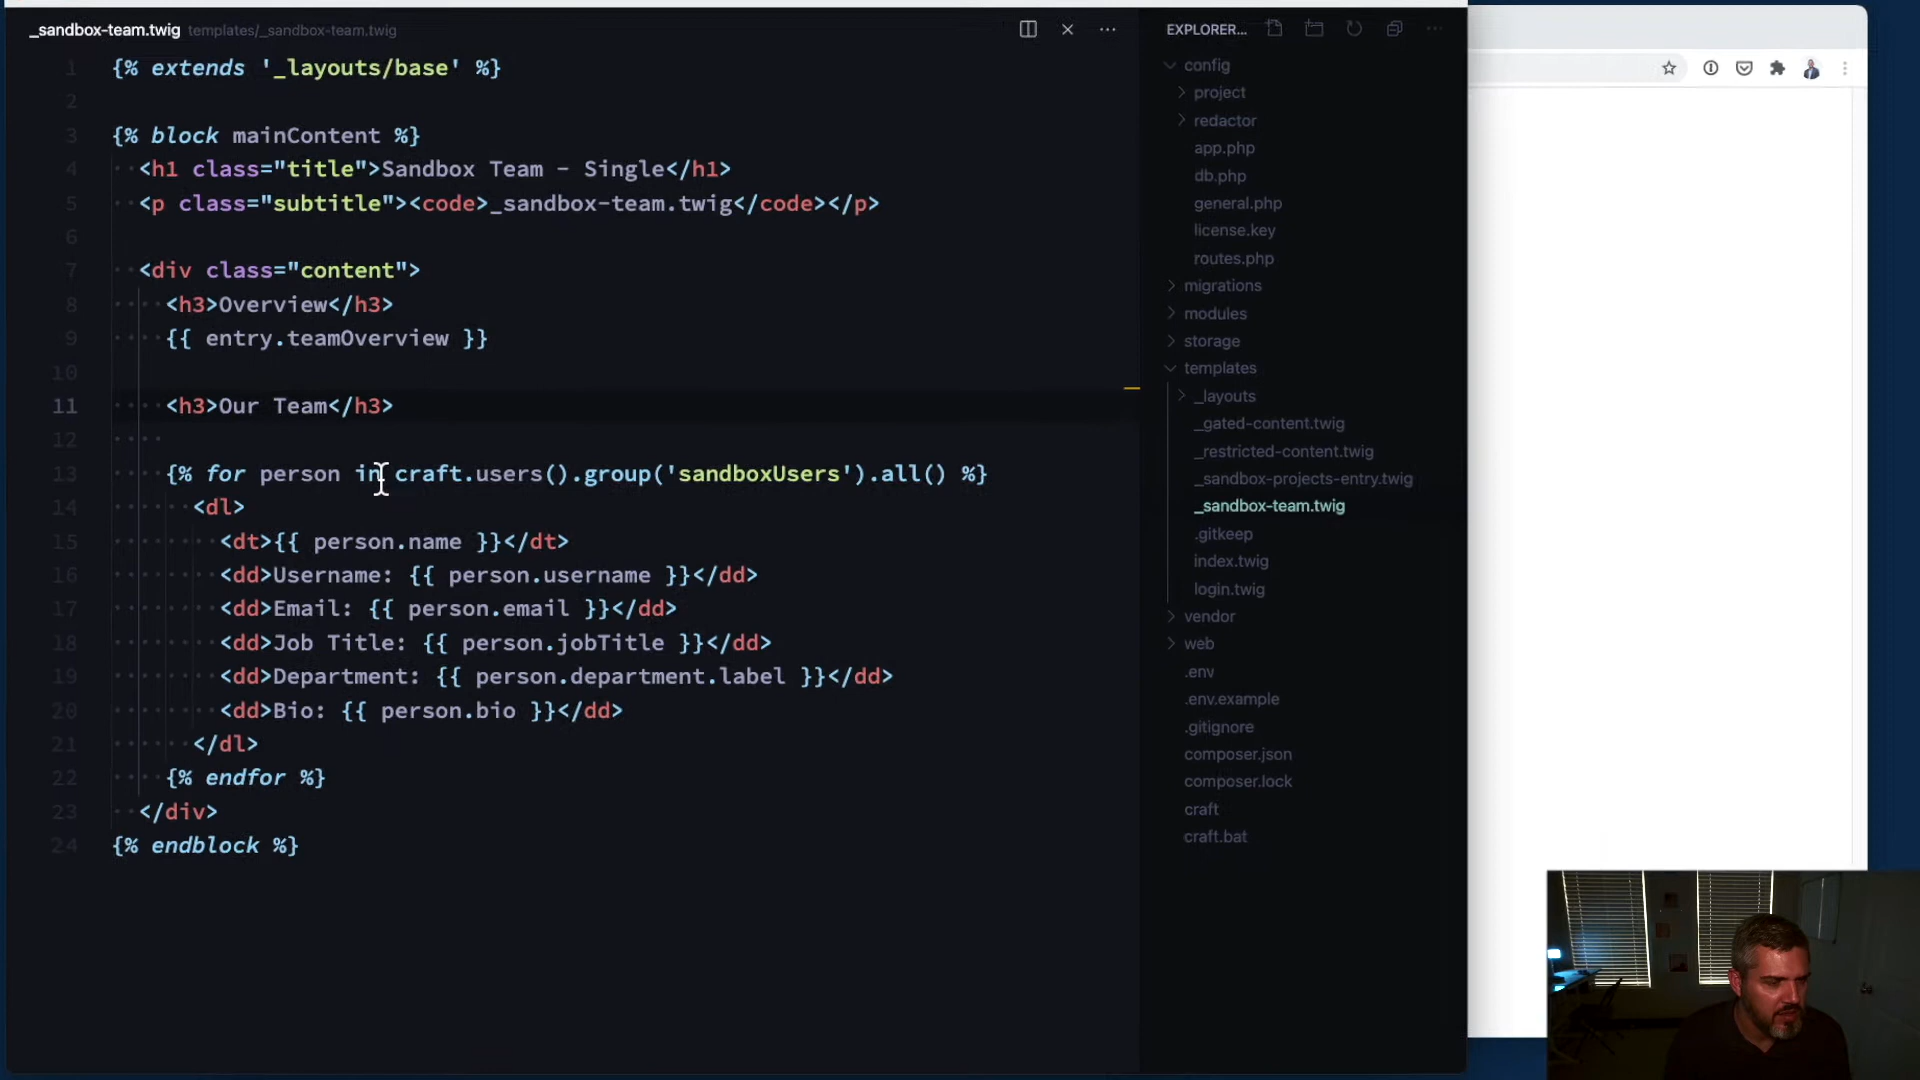 _sandbox-team.twig templates/_sandbox-team.twig
1 {% extends '_layouts/base' %}
2
3 {% block mainContent %}
4 <h1 class="title">Sandbox Team – Single</h1>
5 <p class="subtitle"><code>_sandbox-team.twig</code></p>
6
7 <div class="content">
8 <h3>Overview</h3>
9 {{ entry.teamOverview }}
10
11 <h3>Our Team</h3>
12
13 {% for person in craft.users().group('sandboxUsers').all() %}
14 <dl>
15 <dt>{{ person.name }}</dt>
16 <dd>Username: {{ person.username }}</dd>
17 <dd>Email: {{ person.email }}</dd>
18 <dd>Job Title: {{ person.jobTitle }}</dd>
19 <dd>Department: {{ person.department.label }}</dd>
20 <dd>Bio: {{ person.bio }}</dd>
21 </dl>
22 {% endfor %}
23 </div>
24 {% endblock %}
EXPLORER...
config
project
redactor
app.php
db.php
general.php
license.key
routes.php
migrations
modules
storage
templates
_layouts
_gated-content.twig
_restricted-content.twig
_sandbox-projects-entry.twig
_sandbox-team.twig
.gitkeep
index.twig
login.twig
vendor
web
.env
.env.example
.gitignore
composer.json
composer.lock
craft
craft.bat